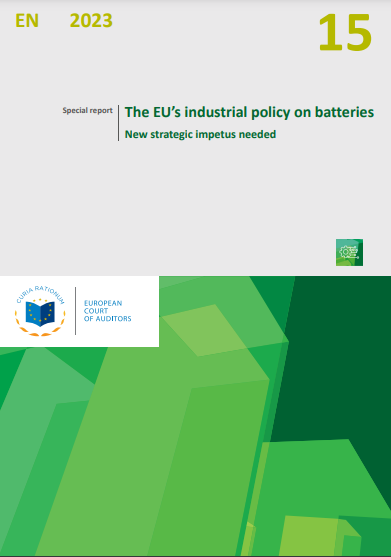 EN 2023 15
Special report
The EU's industrial policy on batteries
New strategic impetus needed
CURIA RATIONUM
EUROPEAN
COURT
OF AUDITORS